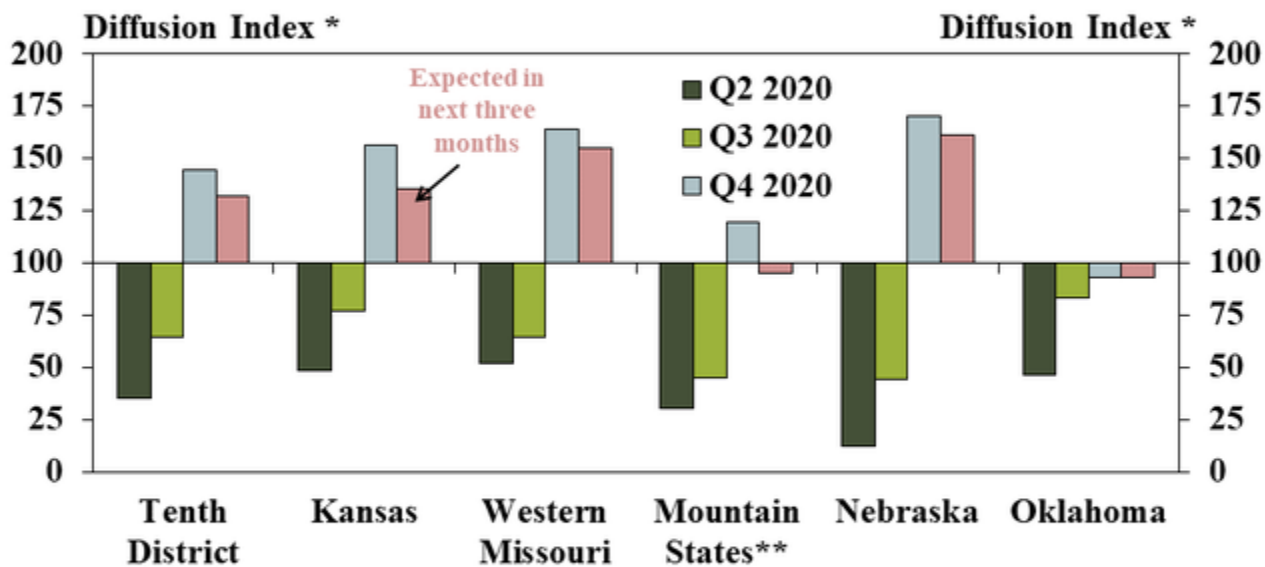 Diffusion Index *
Diffusion Index *
200
175
150
125
100
75
50
25
0
Expected in
next three
months
Q2 2020
Q3 2020
Q4 2020
200
175
150
125
100
75
50
25
0
Tenth
District
Kansas
Western
Missouri
Mountain
States**
Nebraska
Oklahoma